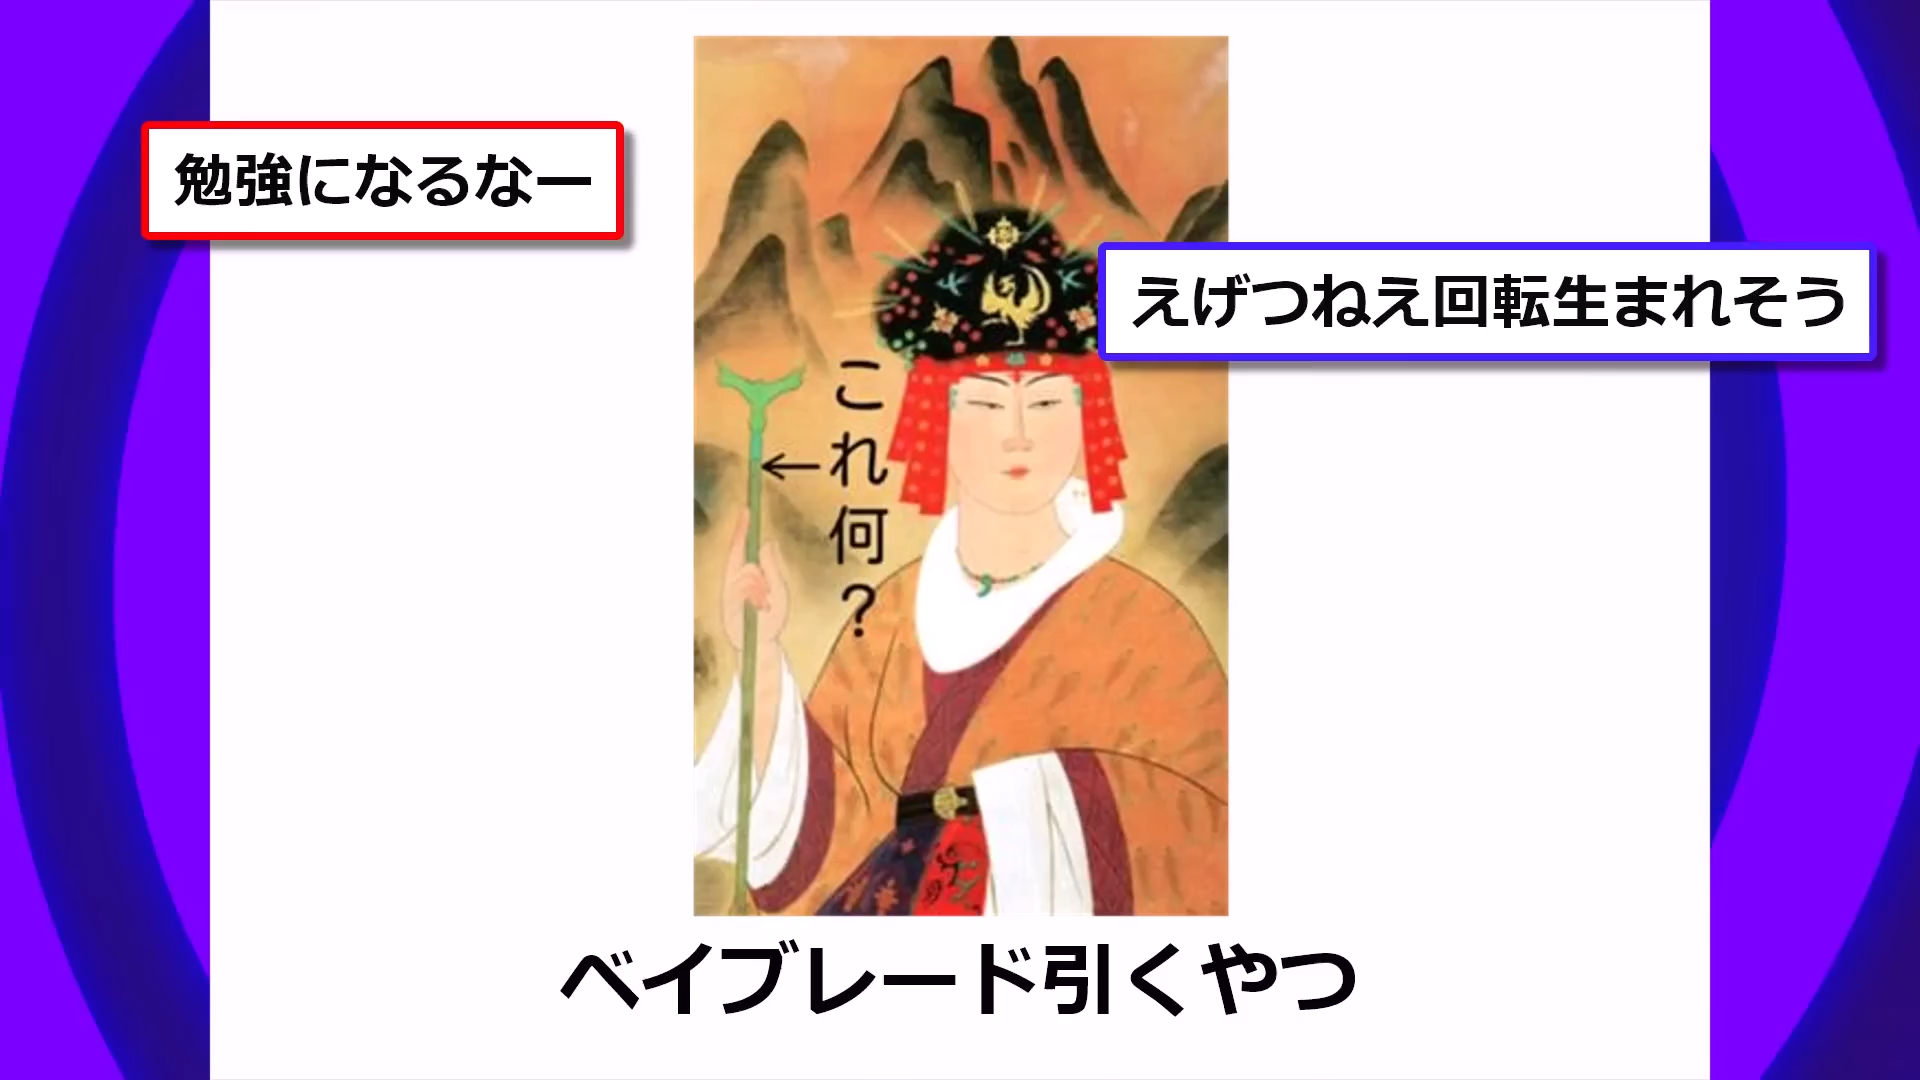 勉強になるなー
えげつねえ回転生まれそう
これ何？
ベイブレード引くやつ